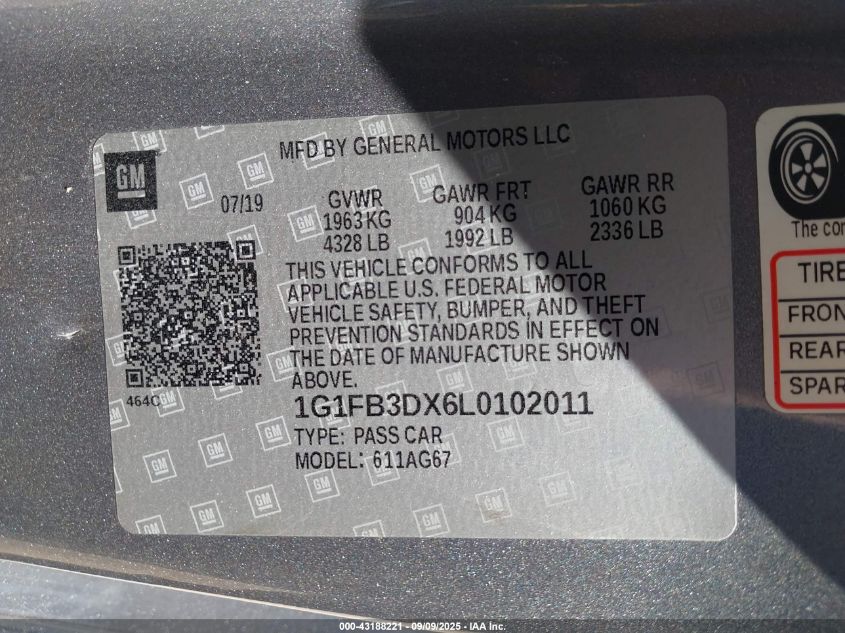 GM
MFD BY GENERAL MOTORS LLC
07/19
GVWR GAWR FRT GAWR RR
1963 KG 904 KG 1060 KG
4328 LB 1992 LB 2336 LB
THIS VEHICLE CONFORMS TO ALL
APPLICABLE U.S. FEDERAL MOTOR
VEHICLE SAFETY, BUMPER, AND THEFT
PREVENTION STANDARDS IN EFFECT ON
THE DATE OF MANUFACTURE SHOWN
ABOVE.
464C
1G1FB3DX6L0102011
TYPE: PASS CAR
MODEL: 611AG67
The
TIRE
REAR
000-43188221 - 09/09/2025 - IAA Inc.